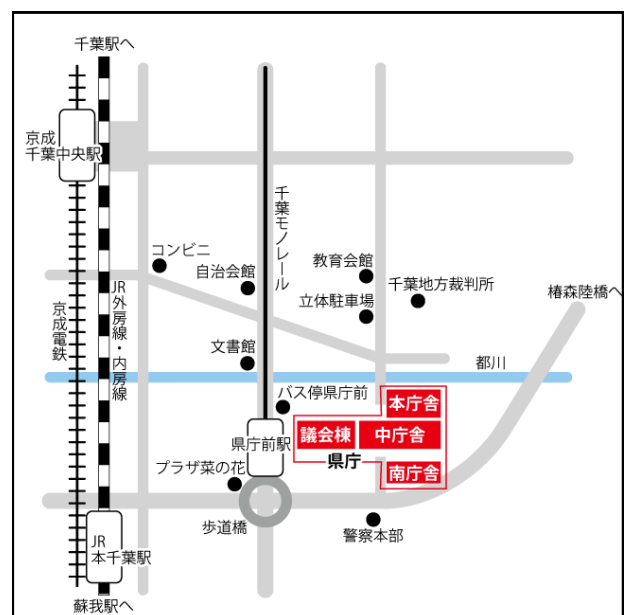 千葉駅へ
京成
千葉中央駅
千葉モノレール
コンビニ
自治会館
教育会館
千葉地方裁判所
立体駐車場
椿森陸橋へ
JR外房線・内房線
京成電鉄
文書館
都川
バス停県庁前
本庁舎
議会棟
中庁舎
県庁前駅
県庁
プラザ菜の花
南庁舎
歩道橋
警察本部
JR
本千葉駅
蘇我駅へ